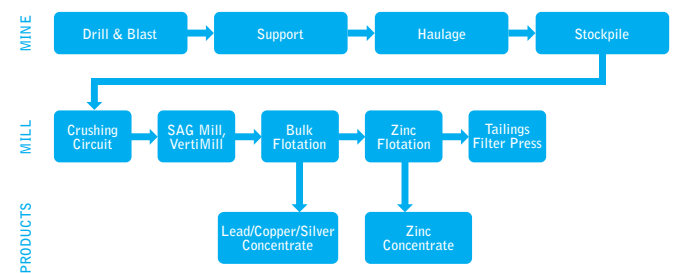 MINE
Drill & Blast
Support
Haulage
Stockpile
MILL
Crushing
Circuit
SAG Mill,
VertiMill
Bulk
Flotation
Zinc
Flotation
Tailings
Filter Press
PRODUCTS
Lead/Copper/Silver
Concentrate
Zinc
Concentrate